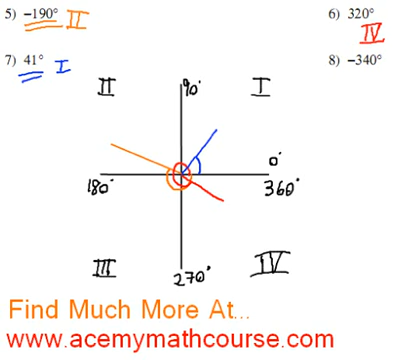 5) −190° II
6) 320° IV
7) 41° I
8) −340°
II 90° I
0°
180° 360°
III 270° IV
Find Much More At...
www.acemymathcourse.com